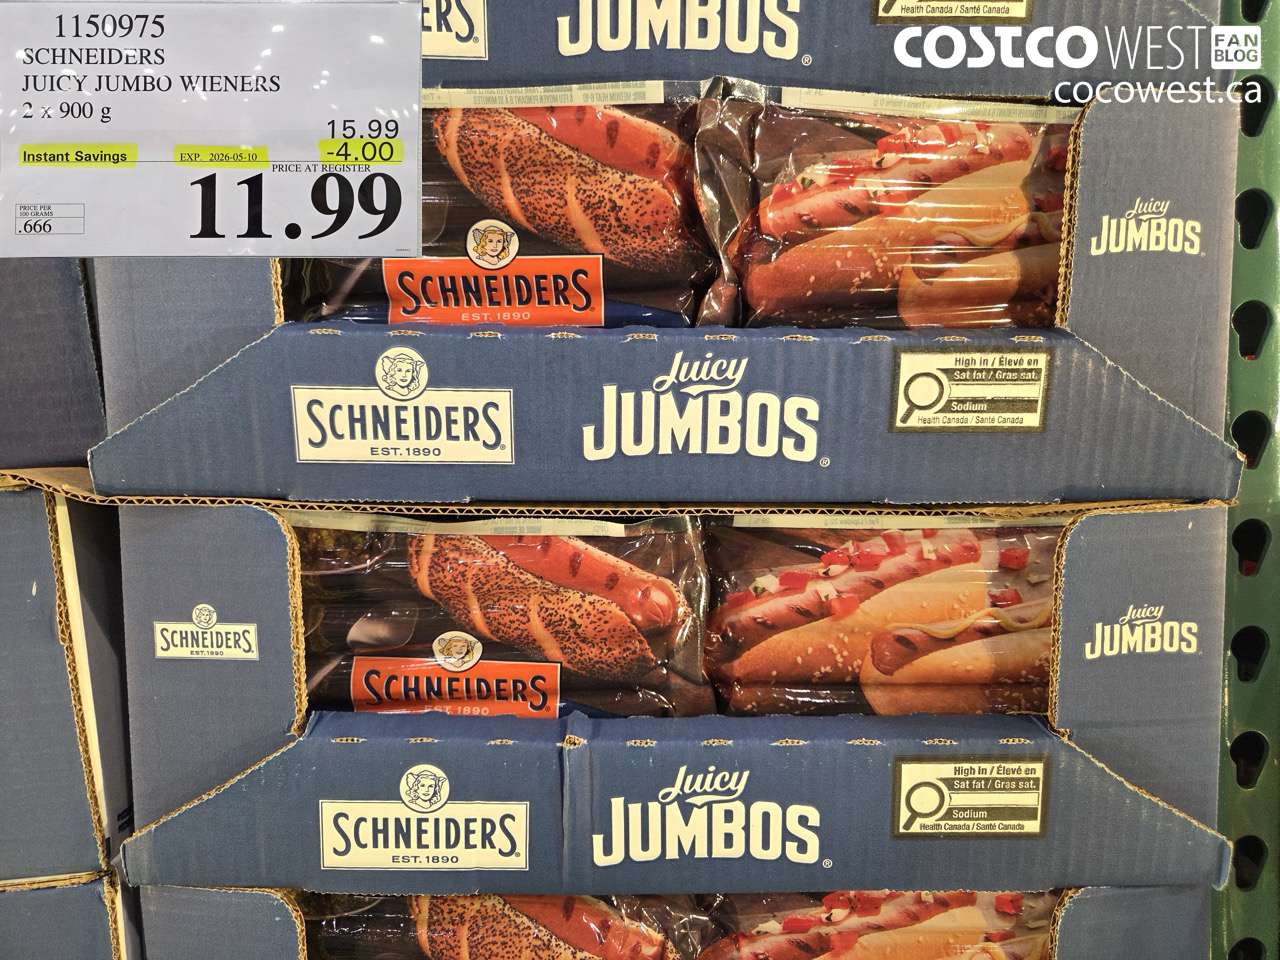 1150975
SCHNEIDERS
JUICY JUMBO WIENERS
2 x 900 g
15.99
Instant Savings EXP. 2026-05-10 -4.00
PRICE AT REGISTER
11.99
PRICE PER
100 GRAMS
.666
ERS
JUMBOS®
Health Canada / Santé Canada
COSTCO WEST FAN BLOG
cocowest.ca
SCHNEIDERS
EST. 1890
Juicy
JUMBOS
SCHNEIDERS
EST. 1890
Juicy
JUMBOS®
High in / Élevé en
Sat fat / Gras sat.
Sodium
Health Canada / Santé Canada
SCHNEIDERS
EST. 1890
SCHNEIDERS
EST. 1890
Juicy
JUMBOS
SCHNEIDERS
EST. 1890
Juicy
JUMBOS®
High in / Élevé en
Sat fat / Gras sat.
Sodium
Health Canada / Santé Canada